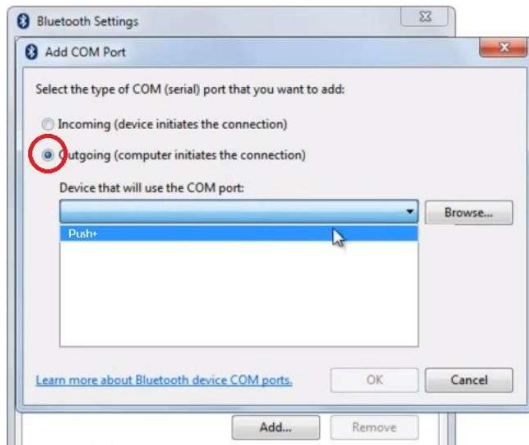 Bluetooth Settings
Add COM Port
Select the type of COM (serial) port that you want to add:
Incoming (device initiates the connection)
Outgoing (computer initiates the connection)
Device that will use the COM port:
Browse...
Push+
Learn more about Bluetooth device COM ports.
OK
Cancel
Add...
Remove